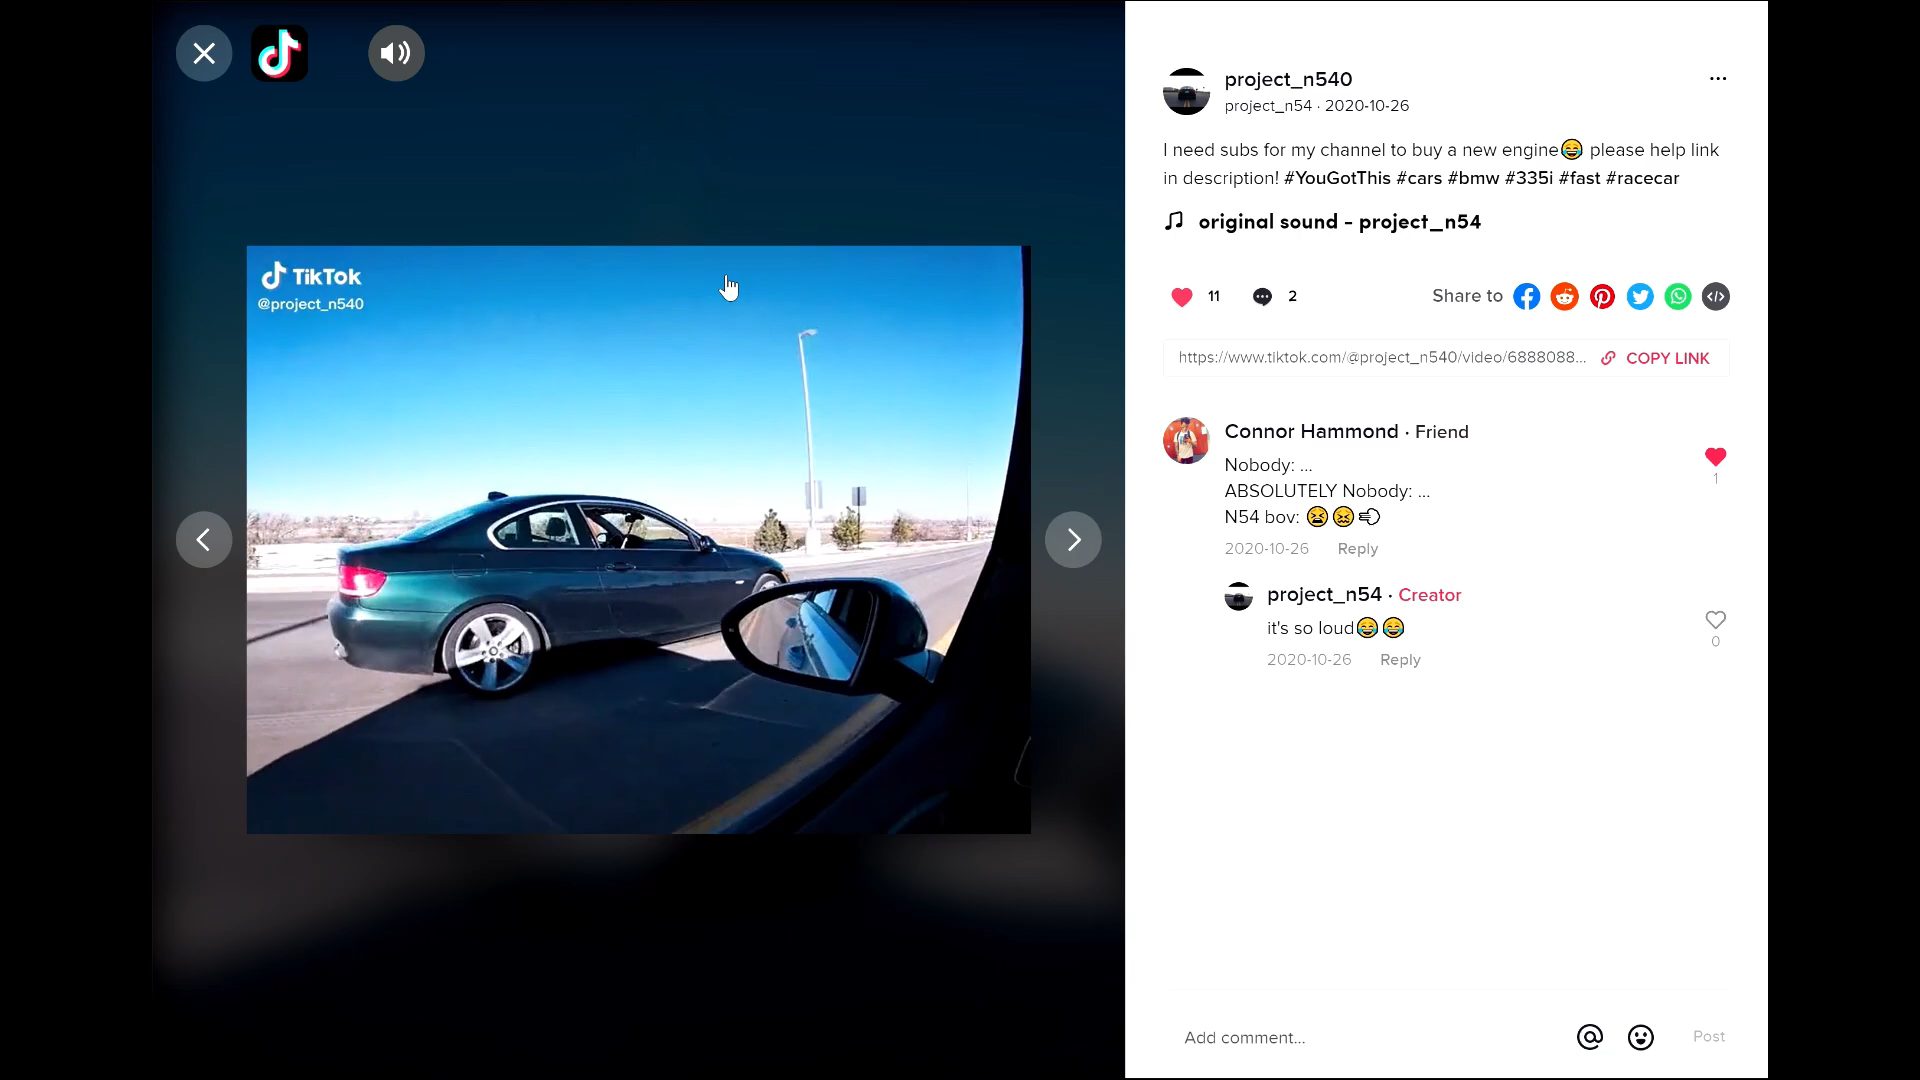 TikTok
@project_n540
project_n540
project_n54 · 2020-10-26
I need subs for my channel to buy a new engine😂 please help link
in description! #YouGotThis #cars #bmw #335i #fast #racecar
original sound - project_n54
11
2
Share to
https://www.tiktok.com/@project_n540/video/6888088...
COPY LINK
Connor Hammond · Friend
Nobody: ...
ABSOLUTELY Nobody: ...
N54 bov: 😫😖💨
1
2020-10-26 Reply
project_n54 · Creator
it's so loud😂😂
0
2020-10-26 Reply
Add comment...
Post